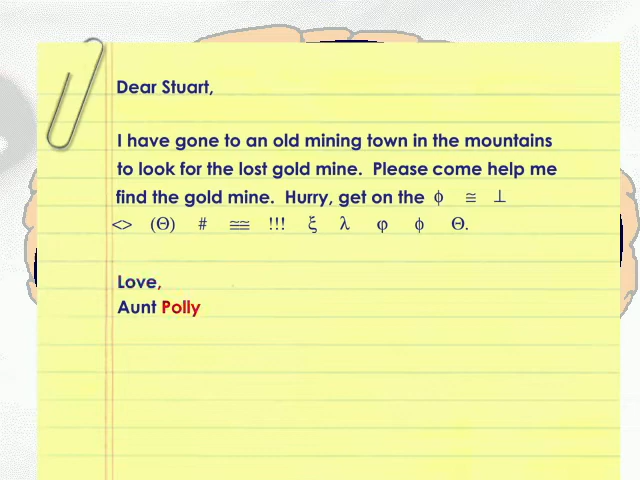 Dear Stuart,
I have gone to an old mining town in the mountains
to look for the lost gold mine. Please come help me
find the gold mine. Hurry, get on the ϕ ≅ ⊥
<> (Θ) # ≅≅ !!! ξ λ φ ϕ Θ.
Love,
Aunt Polly